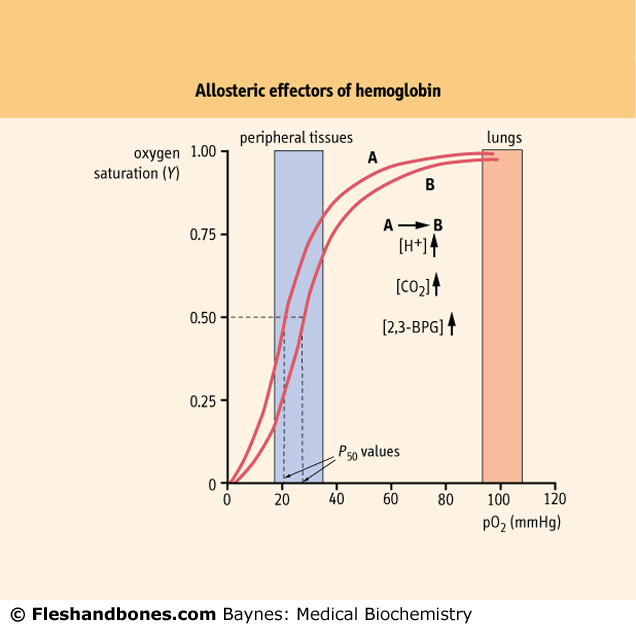 Allosteric effectors of hemoglobin
peripheral tissues
lungs
oxygen
saturation (Y)
1.00
0.75
0.50
0.25
0
A
B
A → B
[H⁺]↑
[CO₂]↑
[2,3-BPG]↑
P₅₀ values
0 20 40 60 80 100 120
pO₂ (mmHg)
© Fleshandbones.com Baynes: Medical Biochemistry